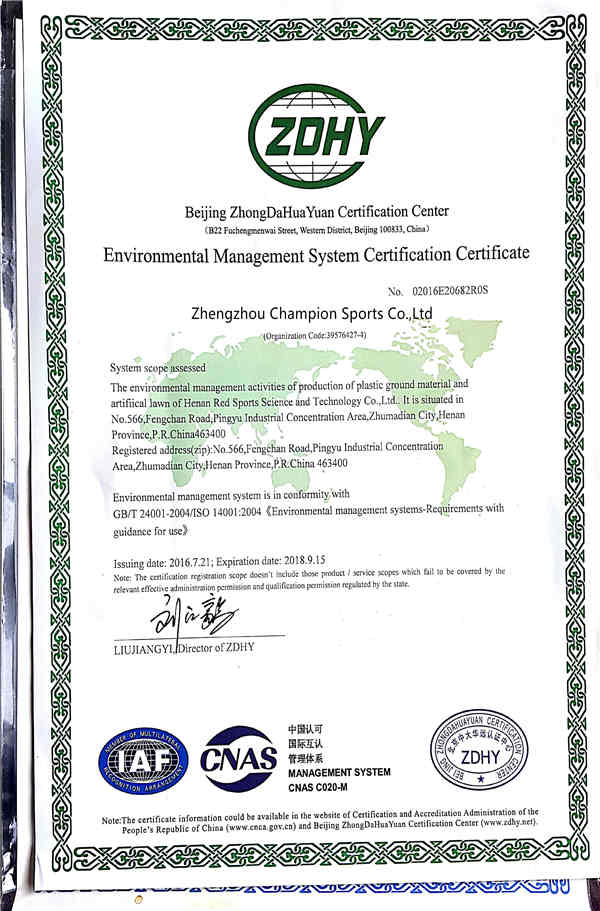 ZDHY
Beijing ZhongDaHuaYuan Certification Center
(B22 Fuchengmenwai Street, Western District, Beijing 100833, China)
Environmental Management System Certification Certificate
No. 02016E20682R0S
Zhengzhou Champion Sports Co.,Ltd
(Organization Code:39576427-4)
System scope assessed
The environmental management activities of production of plastic ground material and
artifiical lawn of Henan Red Sports Science and Technology Co.,Ltd.. It is situated in
No.566,Fengchan Road,Pingyu Industrial Concentration Area,Zhumadian City,Henan
Province,P.R.China463400
Registered address(zip):No.566,Fengchan Road,Pingyu Industrial Concentration
Area,Zhumadian City,Henan Province,P.R.China 463400
Environmental management system is in conformity with
GB/T 24001-2004/ISO 14001:2004《Environmental management systems-Requirements with
guidance for use》
Issuing date: 2016.7.21; Expiration date: 2018.9.15
Note: The certification registration scope doesn't include those product / service scopes which fail to be covered by the
relevant effective administration permission and qualification permission regulated by the state.
LIUJIANGYI,Director of ZDHY
MEMBER OF MULTILATERAL
IAF
RECOGNITION ARRANGEMENT
CNAS
中国认可
国际互认
管理体系
MANAGEMENT SYSTEM
CNAS C020-M
BEIJING ZHONGDAHUAYUAN CERTIFICATION CENTER
北京中大华远认证中心
ZDHY
Note:The certificate information could be available in the website of Certification and Accreditation Administration of the
People's Republic of China (www.cnca.gov.cn) and Beijing ZhongDaHuaYuan Certification Center (www.zdhy.net).